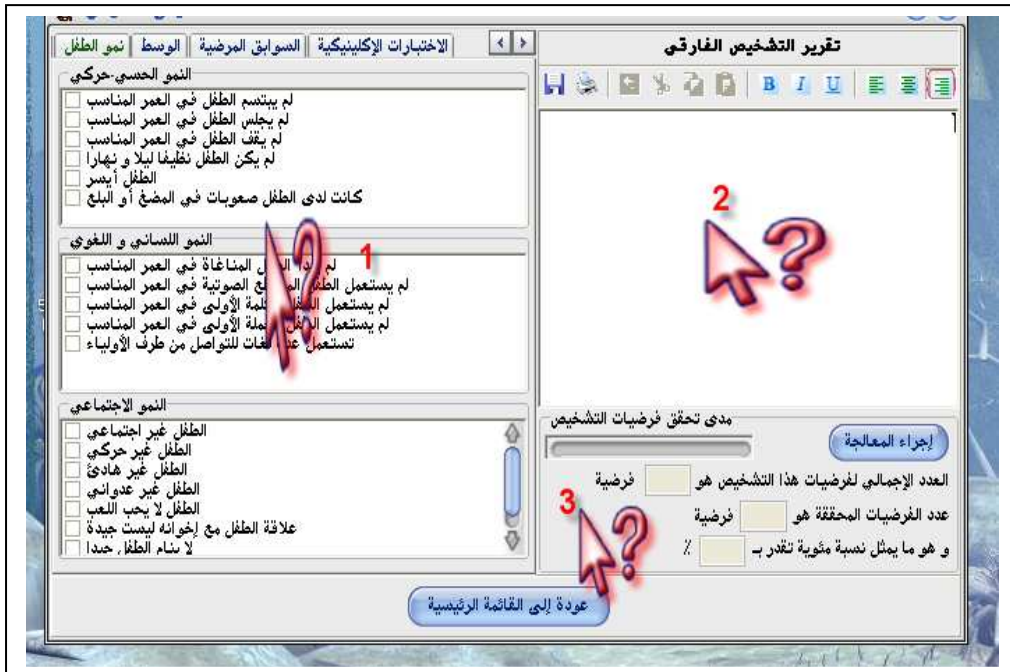 تقرير التشخيص الفارقي
B I U
2
مدى تحقق فرضيات التشخيص
إجراء المعالجة
العدد الإجمالي لفرضيات هذا التشخيص هو فرضية
3
عدد الفرضيات المحققة هو فرضية
و هو ما يمثل نسبة مئوية تقدر بـ %
نمو الطفل الوسط السوابق المرضية الاختبارات الإكلينيكية
النمو الحسي-حركي
لم يبتسم الطفل في العمر المناسب
لم يجلس الطفل في العمر المناسب
لم يقف الطفل في العمر المناسب
لم يكن الطفل نظيفا ليلا و نهارا
الطفل أيسر
كانت لدى الطفل صعوبات في المضغ أو البلع
النمو اللساني و اللغوي
1
لم المناغاة في العمر المناسب
لم يستعمل الطفل الصوتية في العمر المناسب
لم يستعمل الأولى في العمر المناسب
لم يستعمل الأولى في العمر المناسب
تستعمل لغات للتواصل من طرف الأولياء
النمو الاجتماعي
الطفل غير اجتماعي
الطفل غير حركي
الطفل غير هادئ
الطفل غير عدواني
الطفل لا يحب اللعب
علاقة الطفل مع إخوانه ليست جيدة
لا ينام الطفل جيدا
عودة إلى القائمة الرئيسية